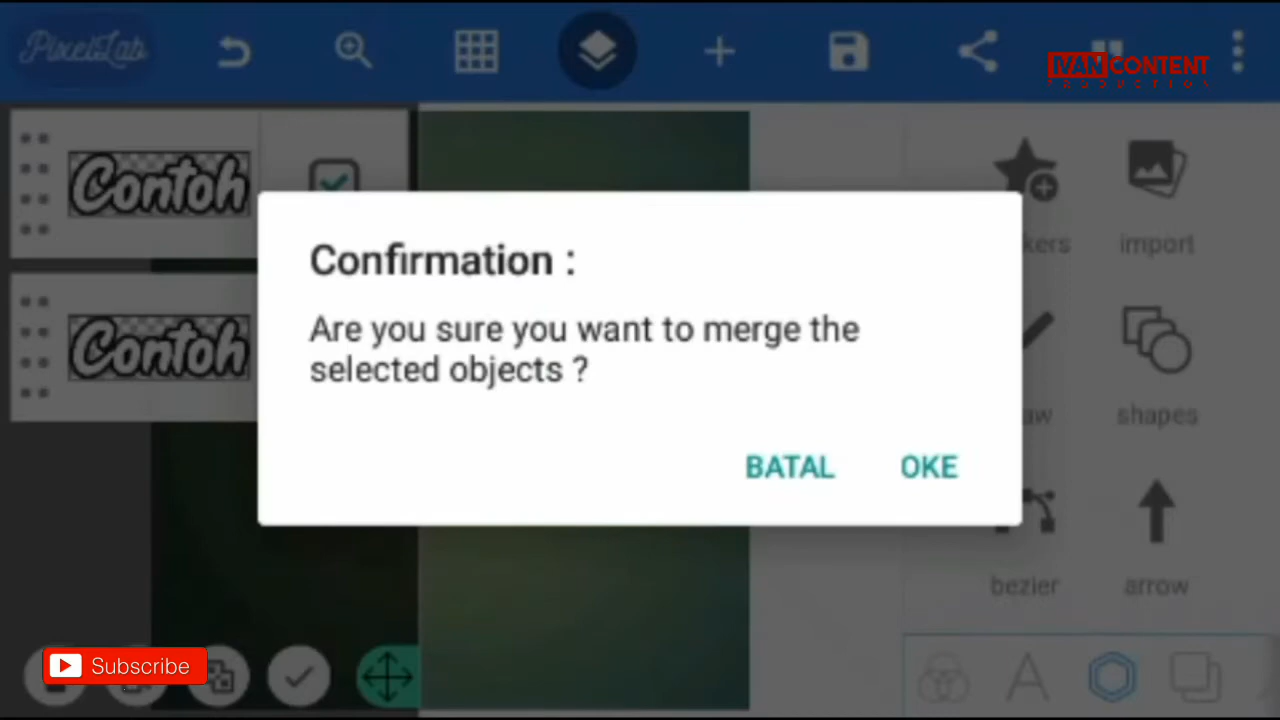 PixelLab
IVAN CONTENT
PRODUCTION
Contoh
Contoh
Confirmation :
Are you sure you want to merge the
selected objects ?
BATAL OKE
import
shapes
bezier
arrow
Subscribe
A